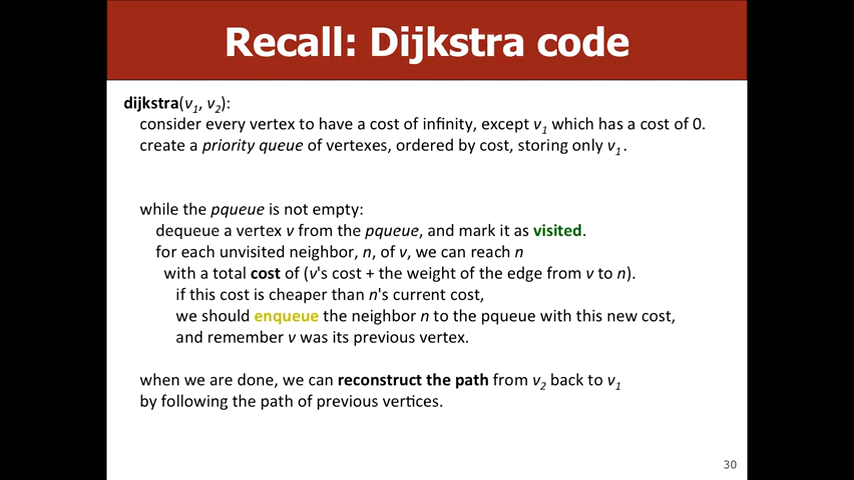 Recall: Dijkstra code
dijkstra(v1, v2):
consider every vertex to have a cost of infinity, except v1 which has a cost of 0.
create a priority queue of vertexes, ordered by cost, storing only v1.
while the pqueue is not empty:
dequeue a vertex v from the pqueue, and mark it as visited.
for each unvisited neighbor, n, of v, we can reach n
with a total cost of (v's cost + the weight of the edge from v to n).
if this cost is cheaper than n's current cost,
we should enqueue the neighbor n to the pqueue with this new cost,
and remember v was its previous vertex.
when we are done, we can reconstruct the path from v2 back to v1
by following the path of previous vertices.
30